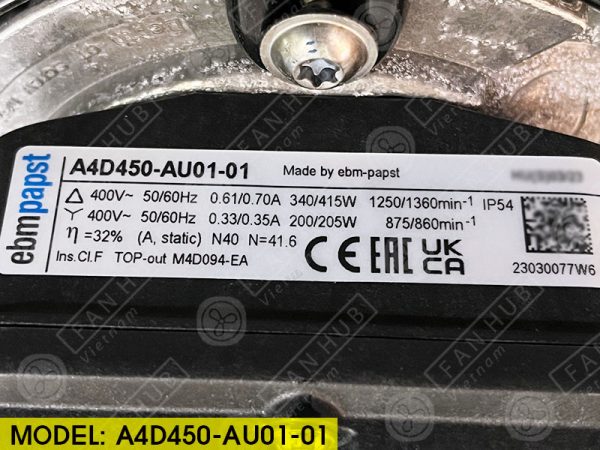 ebmpapst
A4D450-AU01-01 Made by ebm-papst
△ 400V~ 50/60Hz 0.61/0.70A 340/415W 1250/1360min-¹ IP54
Y 400V~ 50/60Hz 0.33/0.35A 200/205W 875/860min-¹
η =32% (A, static) N40 N=41.6
Ins.Cl.F TOP-out M4D094-EA
CE EAC UKCA
23030077W6
FAN HUB
Vietnam
MODEL: A4D450-AU01-01